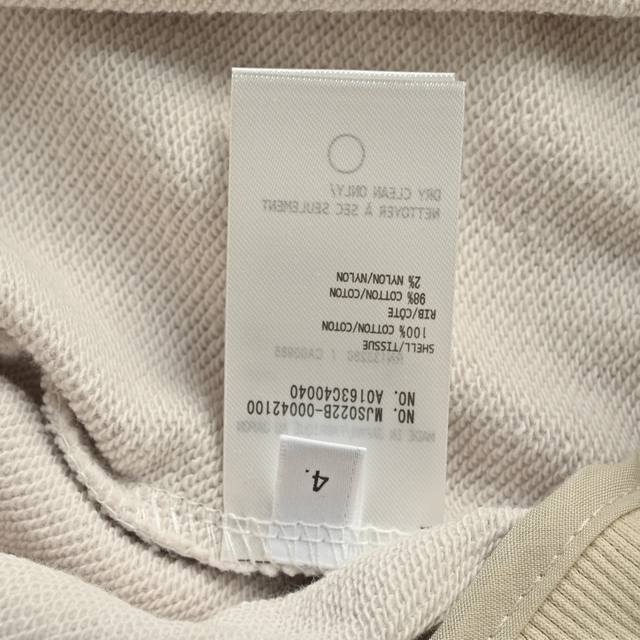 4.
NO. MJS022B-00042100
NO. A0163C40040
SHELL/TISSUE
100% COTTON/COTON
RIB/CÔTE
98% COTTON/COTON
2% NYLON/NYLON
DRY CLEAN ONLY/
NETTOYER À SEC SEULEMENT